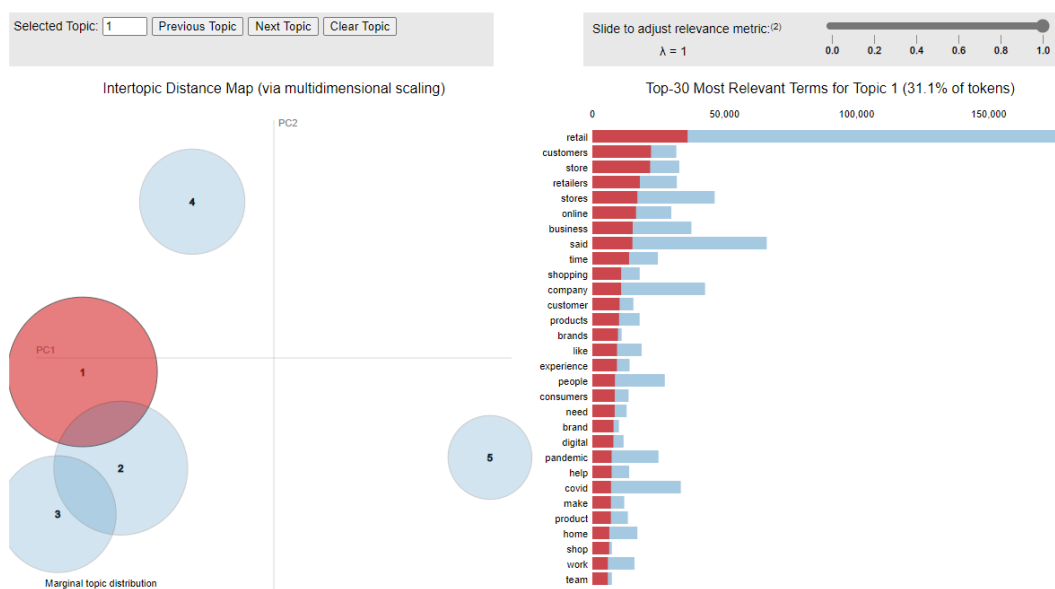 Selected Topic: 1 Previous Topic Next Topic Clear Topic
Slide to adjust relevance metric:(2)
λ = 1
0.0 0.2 0.4 0.6 0.8 1.0
Intertopic Distance Map (via multidimensional scaling)
PC2
PC1
4
1
2
3
5
Marginal topic distribution
Top-30 Most Relevant Terms for Topic 1 (31.1% of tokens)
0 50,000 100,000 150,000
retail
customers
store
retailers
stores
online
business
said
time
shopping
company
customer
products
brands
like
experience
people
consumers
need
brand
digital
pandemic
help
covid
make
product
home
shop
work
team